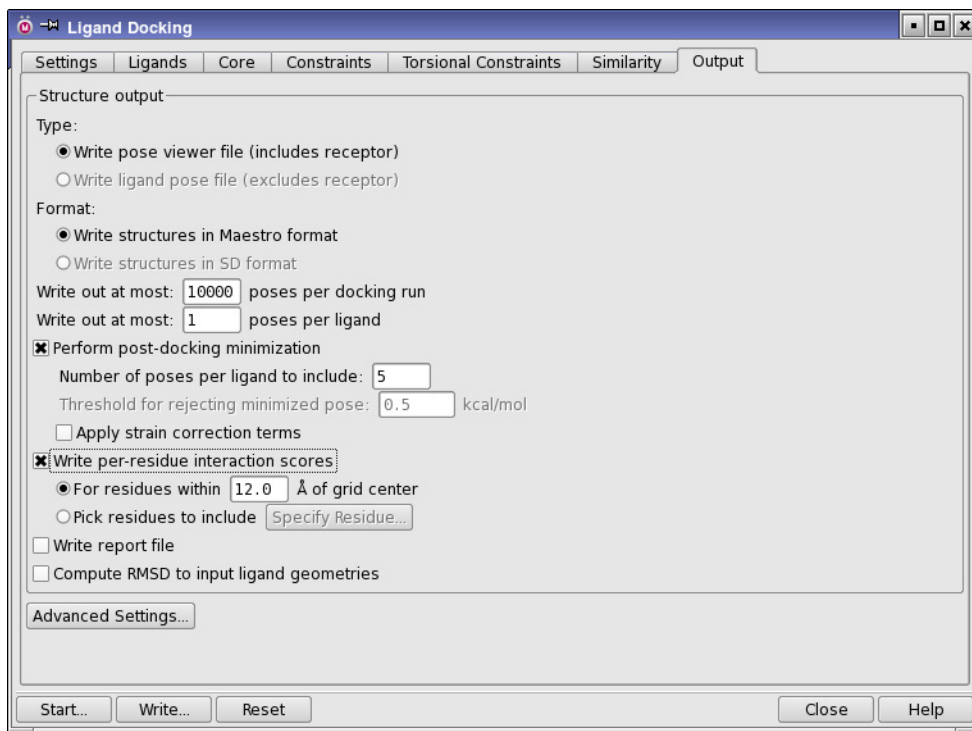 Ligand Docking
Settings Ligands Core Constraints Torsional Constraints Similarity Output
Structure output
Type:
Write pose viewer file (includes receptor)
Write ligand pose file (excludes receptor)
Format:
Write structures in Maestro format
Write structures in SD format
Write out at most: 10000 poses per docking run
Write out at most: 1 poses per ligand
Perform post-docking minimization
Number of poses per ligand to include: 5
Threshold for rejecting minimized pose: 0.5 kcal/mol
Apply strain correction terms
Write per-residue interaction scores
For residues within 12.0 Å of grid center
Pick residues to include Specify Residue...
Write report file
Compute RMSD to input ligand geometries
Advanced Settings...
Start... Write... Reset Close Help